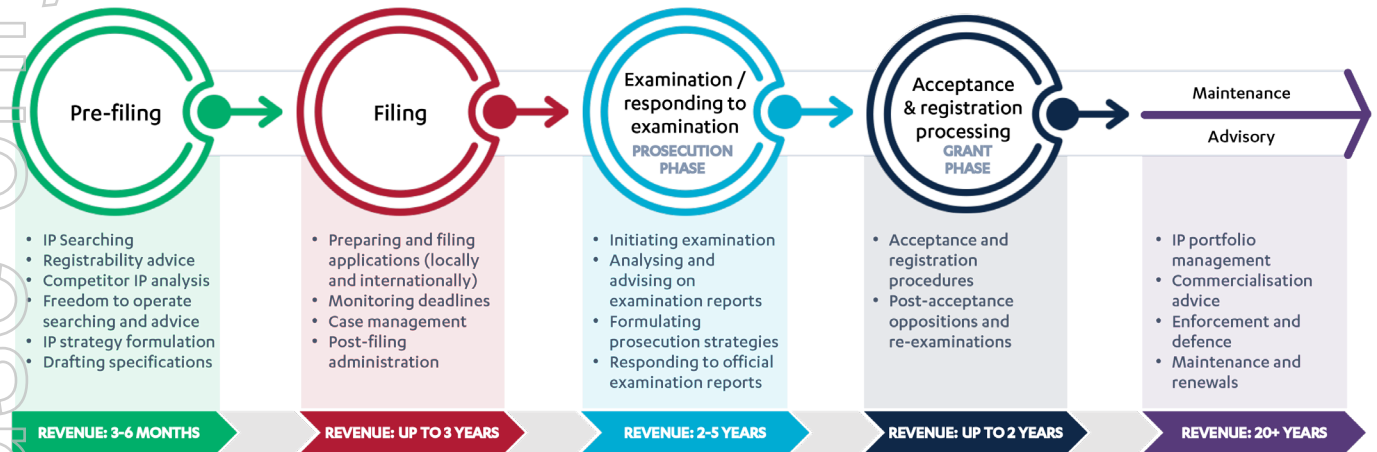 Pre-filing
Filing
Examination /
responding to
examination
PROSECUTION
PHASE
Acceptance
& registration
processing
GRANT
PHASE
Maintenance
Advisory
• IP Searching
• Registrability advice
• Competitor IP analysis
• Freedom to operate
searching and advice
• IP strategy formulation
• Drafting specifications
• Preparing and filing
applications (locally
and internationally)
• Monitoring deadlines
• Case management
• Post-filing
administration
• Initiating examination
• Analysing and
advising on
examination reports
• Formulating
prosecution strategies
• Responding to official
examination reports
• Acceptance and
registration
procedures
• Post-acceptance
oppositions and
re-examinations
• IP portfolio
management
• Commercialisation
advice
• Enforcement and
defence
• Maintenance and
renewals
REVENUE: 3-6 MONTHS
REVENUE: UP TO 3 YEARS
REVENUE: 2-5 YEARS
REVENUE: UP TO 2 YEARS
REVENUE: 20+ YEARS